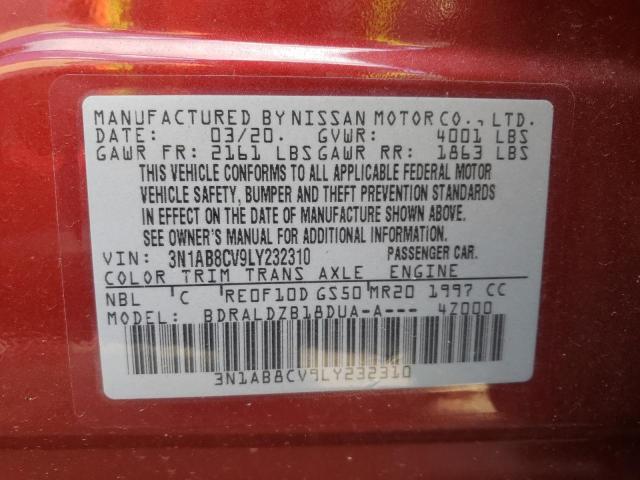 MANUFACTURED BY NISSAN MOTOR CO., LTD.
DATE: 03/20. GVWR: 4001 LBS
GAWR FR: 2161 LBS GAWR RR: 1863 LBS
THIS VEHICLE CONFORMS TO ALL APPLICABLE FEDERAL MOTOR
VEHICLE SAFETY, BUMPER AND THEFT PREVENTION STANDARDS
IN EFFECT ON THE DATE OF MANUFACTURE SHOWN ABOVE.
SEE OWNER'S MANUAL FOR ADDITIONAL INFORMATION.
VIN: 3N1AB8CV9LY232310 PASSENGER CAR.
COLOR TRIM TRANS AXLE ENGINE
NBL C RE0F10D GS50 MR20 1997 CC
MODEL: BDRALDZB18DUA-A--- 4Z000
3N1AB8CV9LY232310